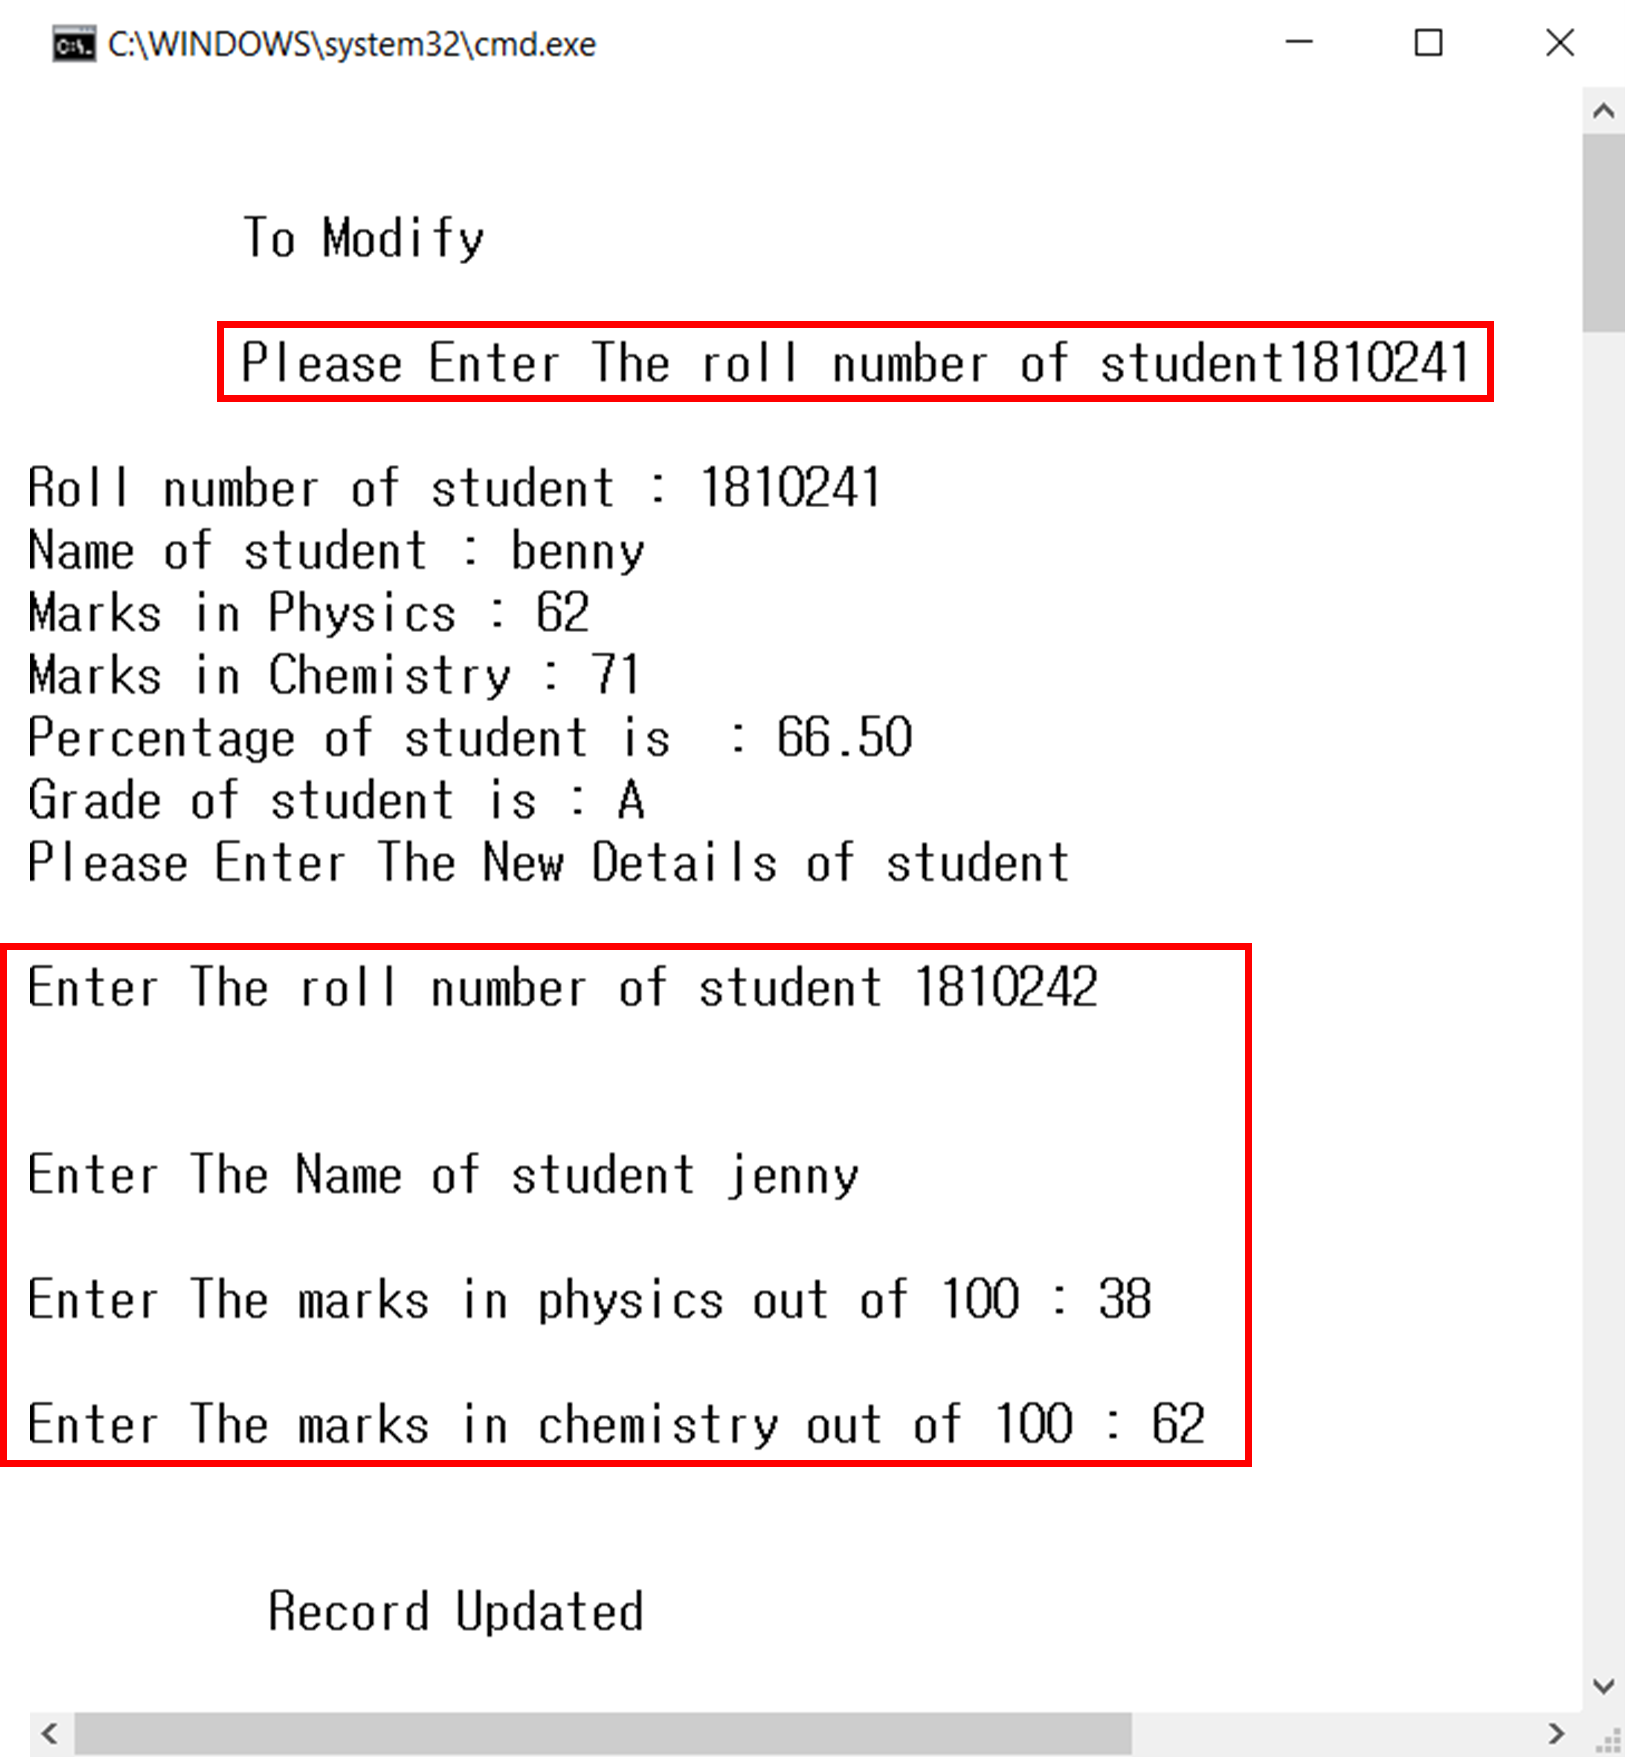 C:\WINDOWS\system32\cmd.exe
To Modify
Please Enter The roll number of student1810241
Roll number of student : 1810241
Name of student : benny
Marks in Physics : 62
Marks in Chemistry : 71
Percentage of student is  : 66.50
Grade of student is : A
Please Enter The New Details of student
Enter The roll number of student 1810242
Enter The Name of student jenny
Enter The marks in physics out of 100 : 38
Enter The marks in chemistry out of 100 : 62
Record Updated